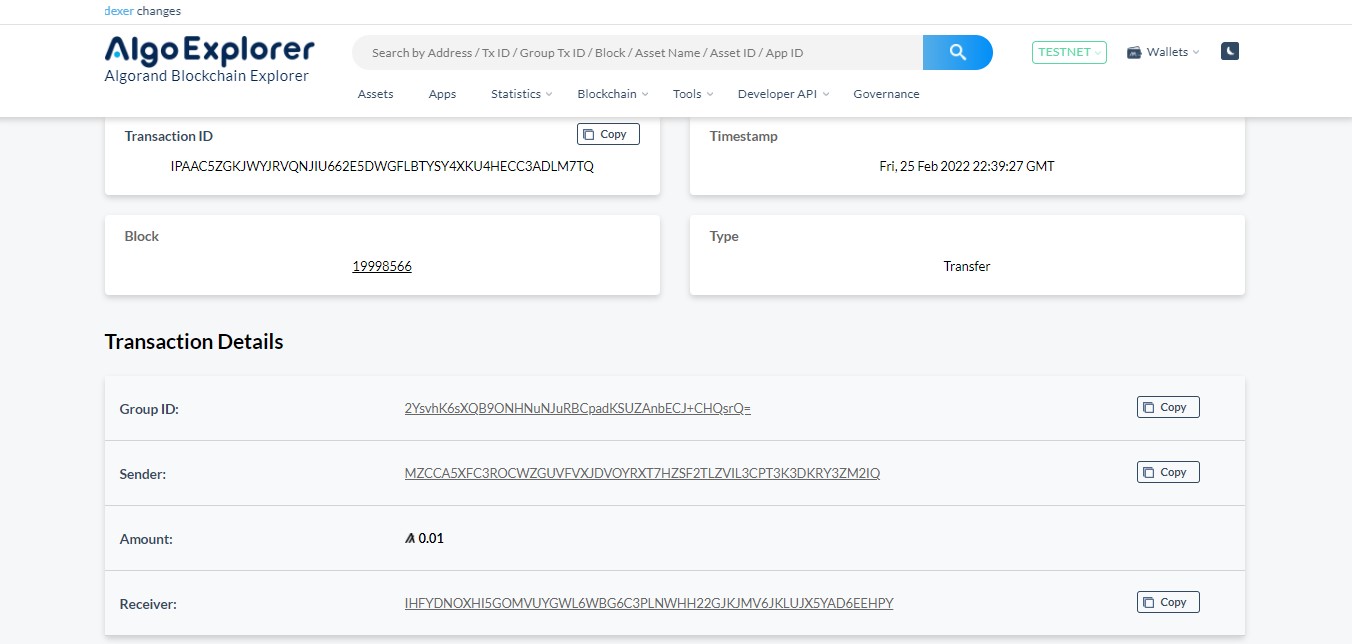 dexer changes
AlgoExplorer
Algorand Blockchain Explorer
Search by Address / Tx ID / Group Tx ID / Block / Asset Name / Asset ID / App ID
TESTNET
Wallets
Assets Apps Statistics Blockchain Tools Developer API Governance
Transaction ID Copy
IPAAC5ZGKJWYJRVQNJIU662E5DWGFLBTYSY4XKU4HECC3ADLM7TQ
Timestamp
Fri, 25 Feb 2022 22:39:27 GMT
Block
19998566
Type
Transfer
Transaction Details
Group ID: 2YsvhK6sXQB9ONHNuNJuRBCpadKSUZAnbECJ+CHQsrQ= Copy
Sender: MZCCA5XFC3ROCWZGUVFVXJDVOYRXT7HZSF2TLZVIL3CPT3K3DKRY3ZM2IQ Copy
Amount: 0.01
Receiver: IHFYDNOXHI5GOMVUYGWL6WBG6C3PLNWHH22GJKJMV6JKLUJX5YAD6EEHPY Copy